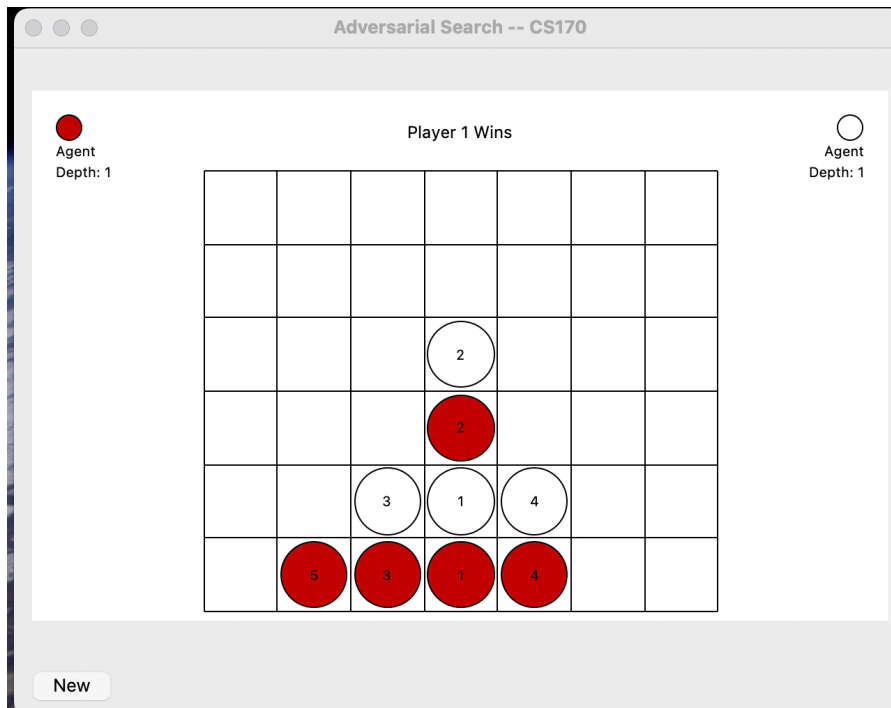 Adversarial Search -- CS170
Player 1 Wins
Agent
Depth: 1
Agent
Depth: 1
2
2
3 1 4
5 3 1 4
New